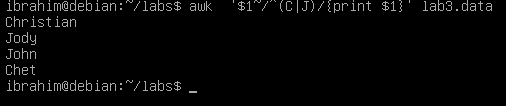 ibrahim@debian:~/labs$ awk  '$1~/^(C|J)/{print $1}' lab3.data
Christian
Jody
John
Chet
ibrahim@debian:~/labs$ _